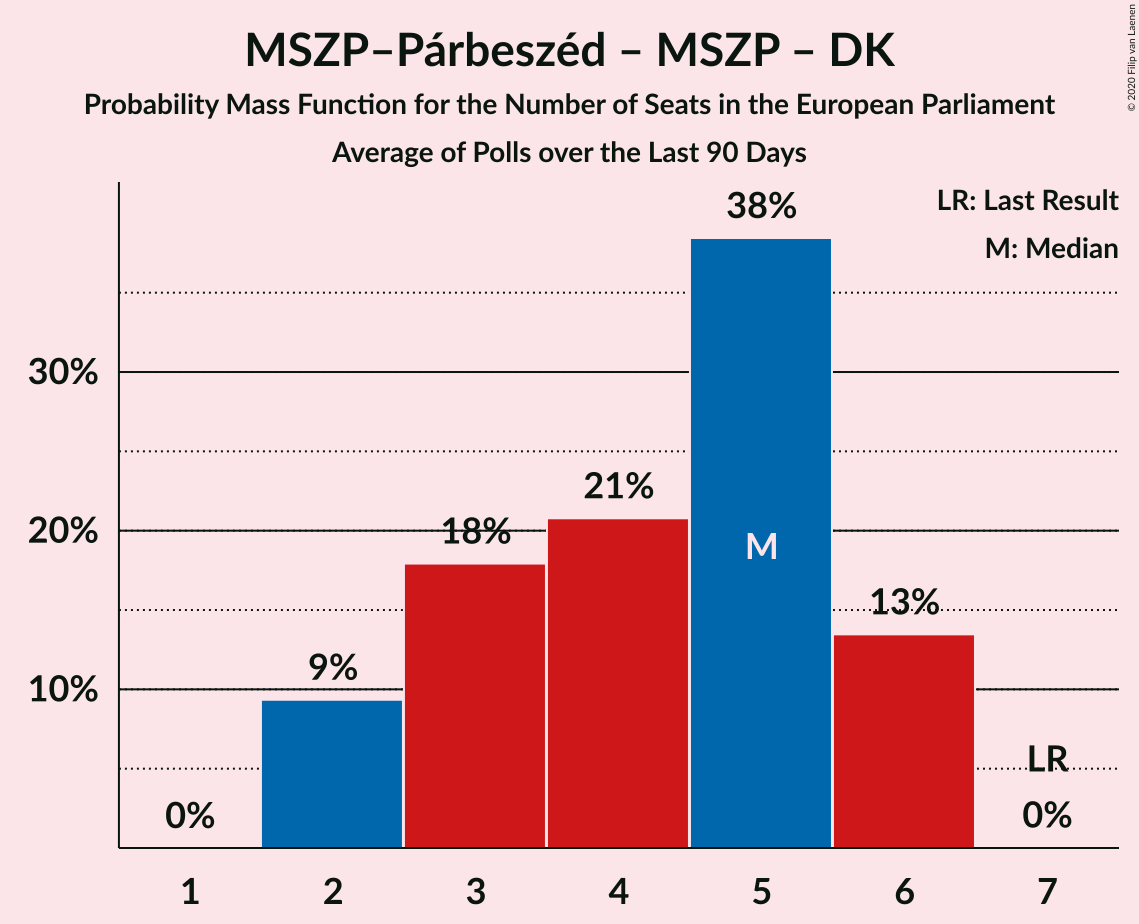 MSZP–Párbeszéd – MSZP – DK
Probability Mass Function for the Number of Seats in the European Parliament
Average of Polls over the Last 90 Days
© 2020 Filip van Laenen
LR: Last Result
M: Median
38%
30%
21%
20%
18%
M
13%
9%
10%
LR
0%
0%
1 2 3 4 5 6 7